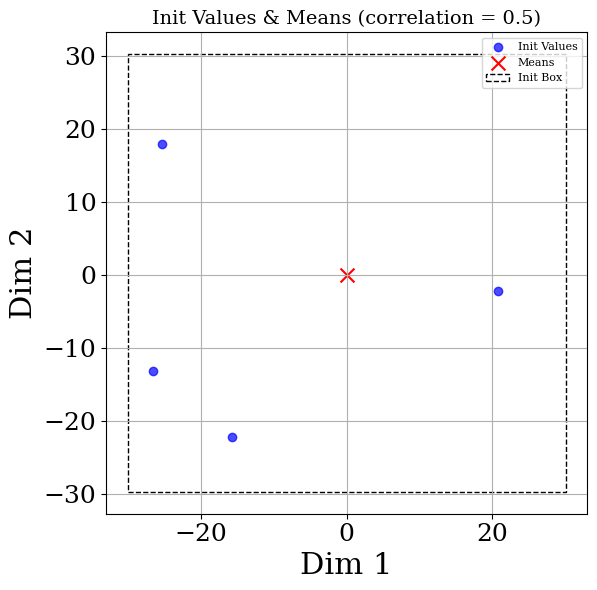 Init Values & Means (correlation = 0.5)
Init Values
Means
Init Box
30
20
10
0
−10
−20
−30
Dim 2
−20
0
20
Dim 1